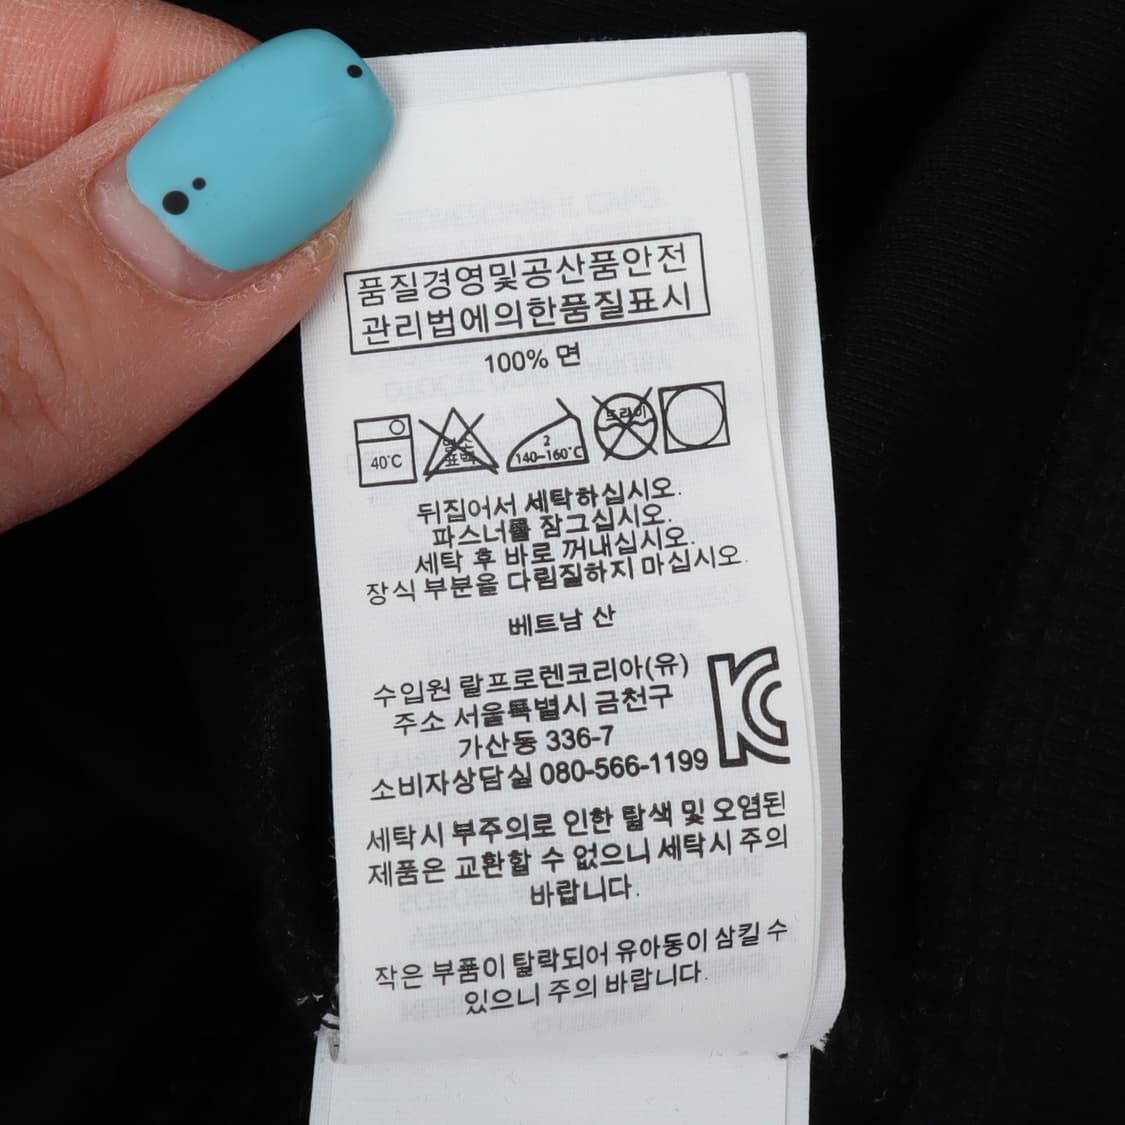 품질경영및공산품안전
관리법에의한품질표시
100% 면
40°C
염소
표백
2
140-160°C
드라이
뒤집어서 세탁하십시오.
파스너를 잠그십시오.
세탁 후 바로 꺼내십시오.
장식 부분을 다림질하지 마십시오.
베트남 산
수입원 랄프로렌코리아(유)
주소 서울특별시 금천구
가산동 336-7
소비자상담실 080-566-1199
세탁시 부주의로 인한 탈색 및 오염된
제품은 교환할 수 없으니 세탁시 주의
바랍니다.
작은 부품이 탈락되어 유아동이 삼킬 수
있으니 주의 바랍니다.